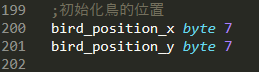 199 ;初始化鳥的位置
200 bird_position_x byte 7
201 bird_position_y byte 7
202